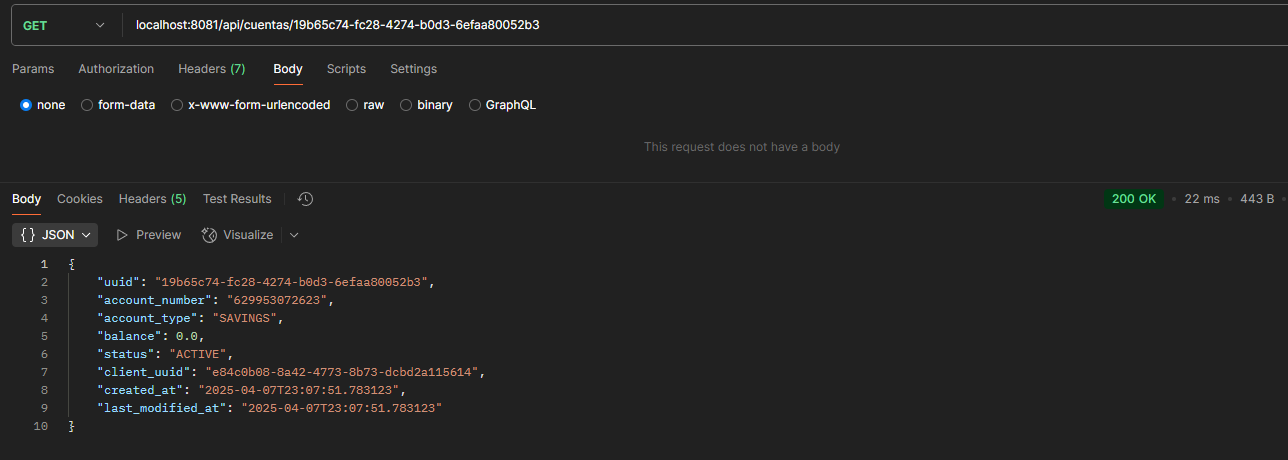 GET localhost:8081/api/cuentas/19b65c74-fc28-4274-b0d3-6efaa80052b3
Params Authorization Headers (7) Body Scripts Settings
none form-data x-www-form-urlencoded raw binary GraphQL
This request does not have a body
Body Cookies Headers (5) Test Results 200 OK • 22 ms • 443 B •
{} JSON Preview Visualize
1 {
2 "uuid": "19b65c74-fc28-4274-b0d3-6efaa80052b3",
3 "account_number": "629953072623",
4 "account_type": "SAVINGS",
5 "balance": 0.0,
6 "status": "ACTIVE",
7 "client_uuid": "e84c0b08-8a42-4773-8b73-dcbd2a115614",
8 "created_at": "2025-04-07T23:07:51.783123",
9 "last_modified_at": "2025-04-07T23:07:51.783123"
10 }